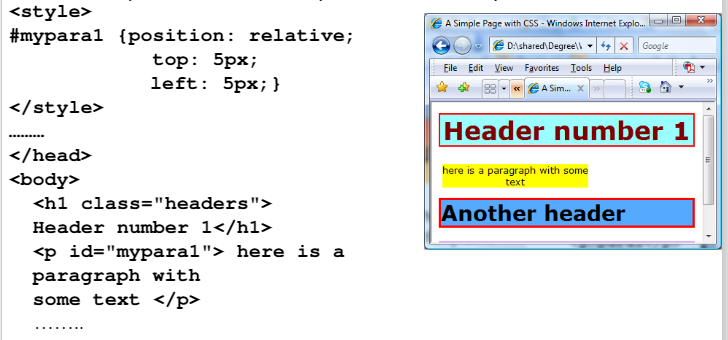 <style>
#mypara1 {position: relative;
top: 5px;
left: 5px;}
</style>
………
</head>
<body>
<h1 class="headers">
Header number 1</h1>
<p id="mypara1"> here is a
paragraph with
some text </p>
……..
A Simple Page with CSS - Windows Internet Explo...
D:\shared\Degree\\
Google
File Edit View Favorites Tools Help
A Sim...
Header number 1
here is a paragraph with some
text
Another header